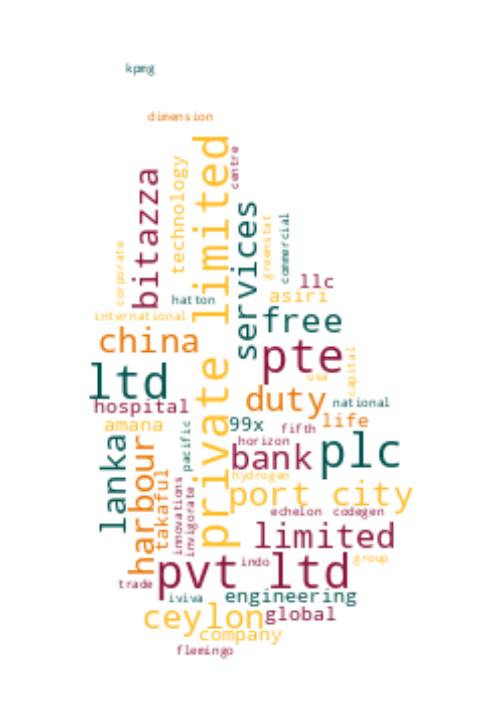 kpmg
dimension
private limited
centre
technology
bitazza
services
greenstat
commercial
corporate
llc
asiri
hatton
international
free
china
pte
ltd
usa
capital
hospital
duty
national
amana
99x
life
fifth
pacific
horizon
lanka
harbour
takaful
bank
plc
hydrogen
innovations
invigorate
port city
echelon
codegen
limited
pvt ltd
indo
group
trade
iviva
engineering
ceylon
global
company
flemingo